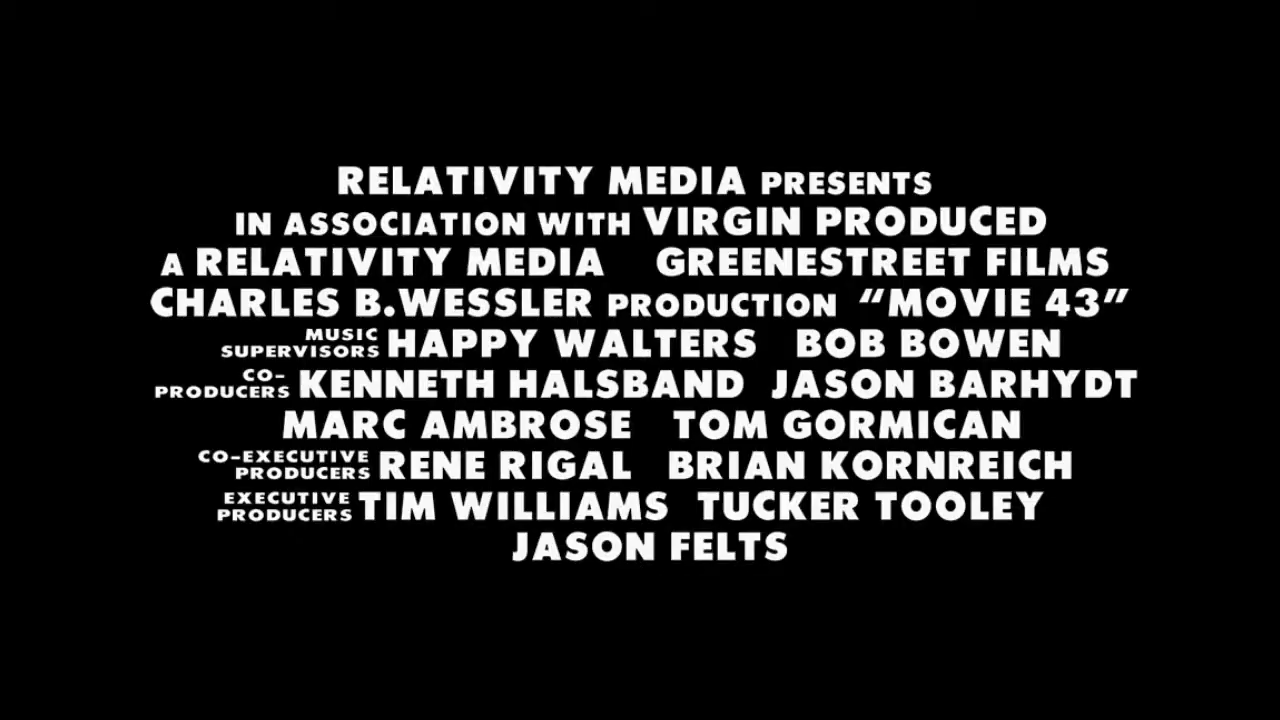 RELATIVITY MEDIA PRESENTS
IN ASSOCIATION WITH VIRGIN PRODUCED
A RELATIVITY MEDIA GREENESTREET FILMS
CHARLES B.WESSLER PRODUCTION “MOVIE 43”
MUSIC SUPERVISORS HAPPY WALTERS BOB BOWEN
CO-PRODUCERS KENNETH HALSBAND JASON BARHYDT
MARC AMBROSE TOM GORMICAN
CO-EXECUTIVE PRODUCERS RENE RIGAL BRIAN KORNREICH
EXECUTIVE PRODUCERS TIM WILLIAMS TUCKER TOOLEY
JASON FELTS